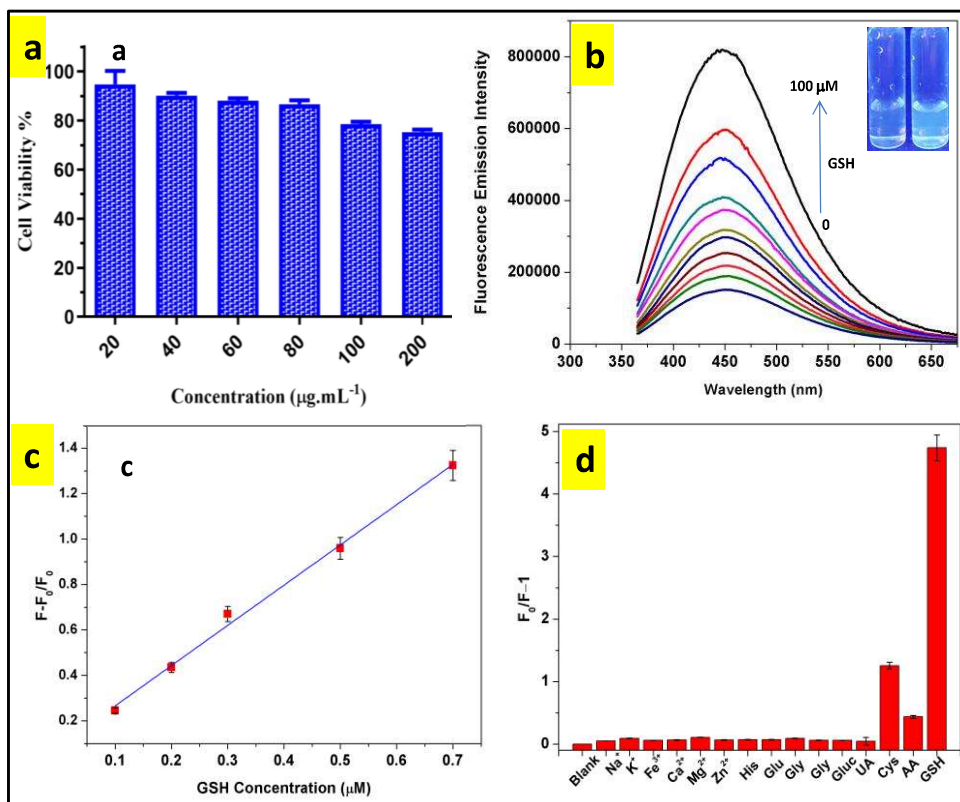 a
a
100
80
60
40
20
0
Cell Viability %
20 40 60 80 100 200
Concentration (µg.mL⁻¹)
b
800000
600000
400000
200000
0
Fluorescence Emission Intensity
100 µM
GSH
0
300 350 400 450 500 550 600 650
Wavelength (nm)
c
c
1.4
1.2
1.0
0.8
0.6
0.4
0.2
F-F₀/F₀
0.1 0.2 0.3 0.4 0.5 0.6 0.7
GSH Concentration (µM)
d
5
4
3
2
1
0
F₀/F–1
Blank Na⁺ K⁺ Ca²⁺ Mg²⁺ Zn²⁺ His Glu Gly Gly Gluc UA Cys AA GSH